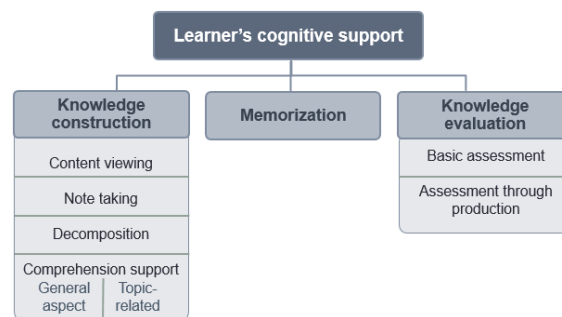 Learner’s cognitive support
Knowledge
construction
Content viewing
Note taking
Decomposition
Comprehension support
General
aspect
Topic-
related
Memorization
Knowledge
evaluation
Basic assessment
Assessment through
production